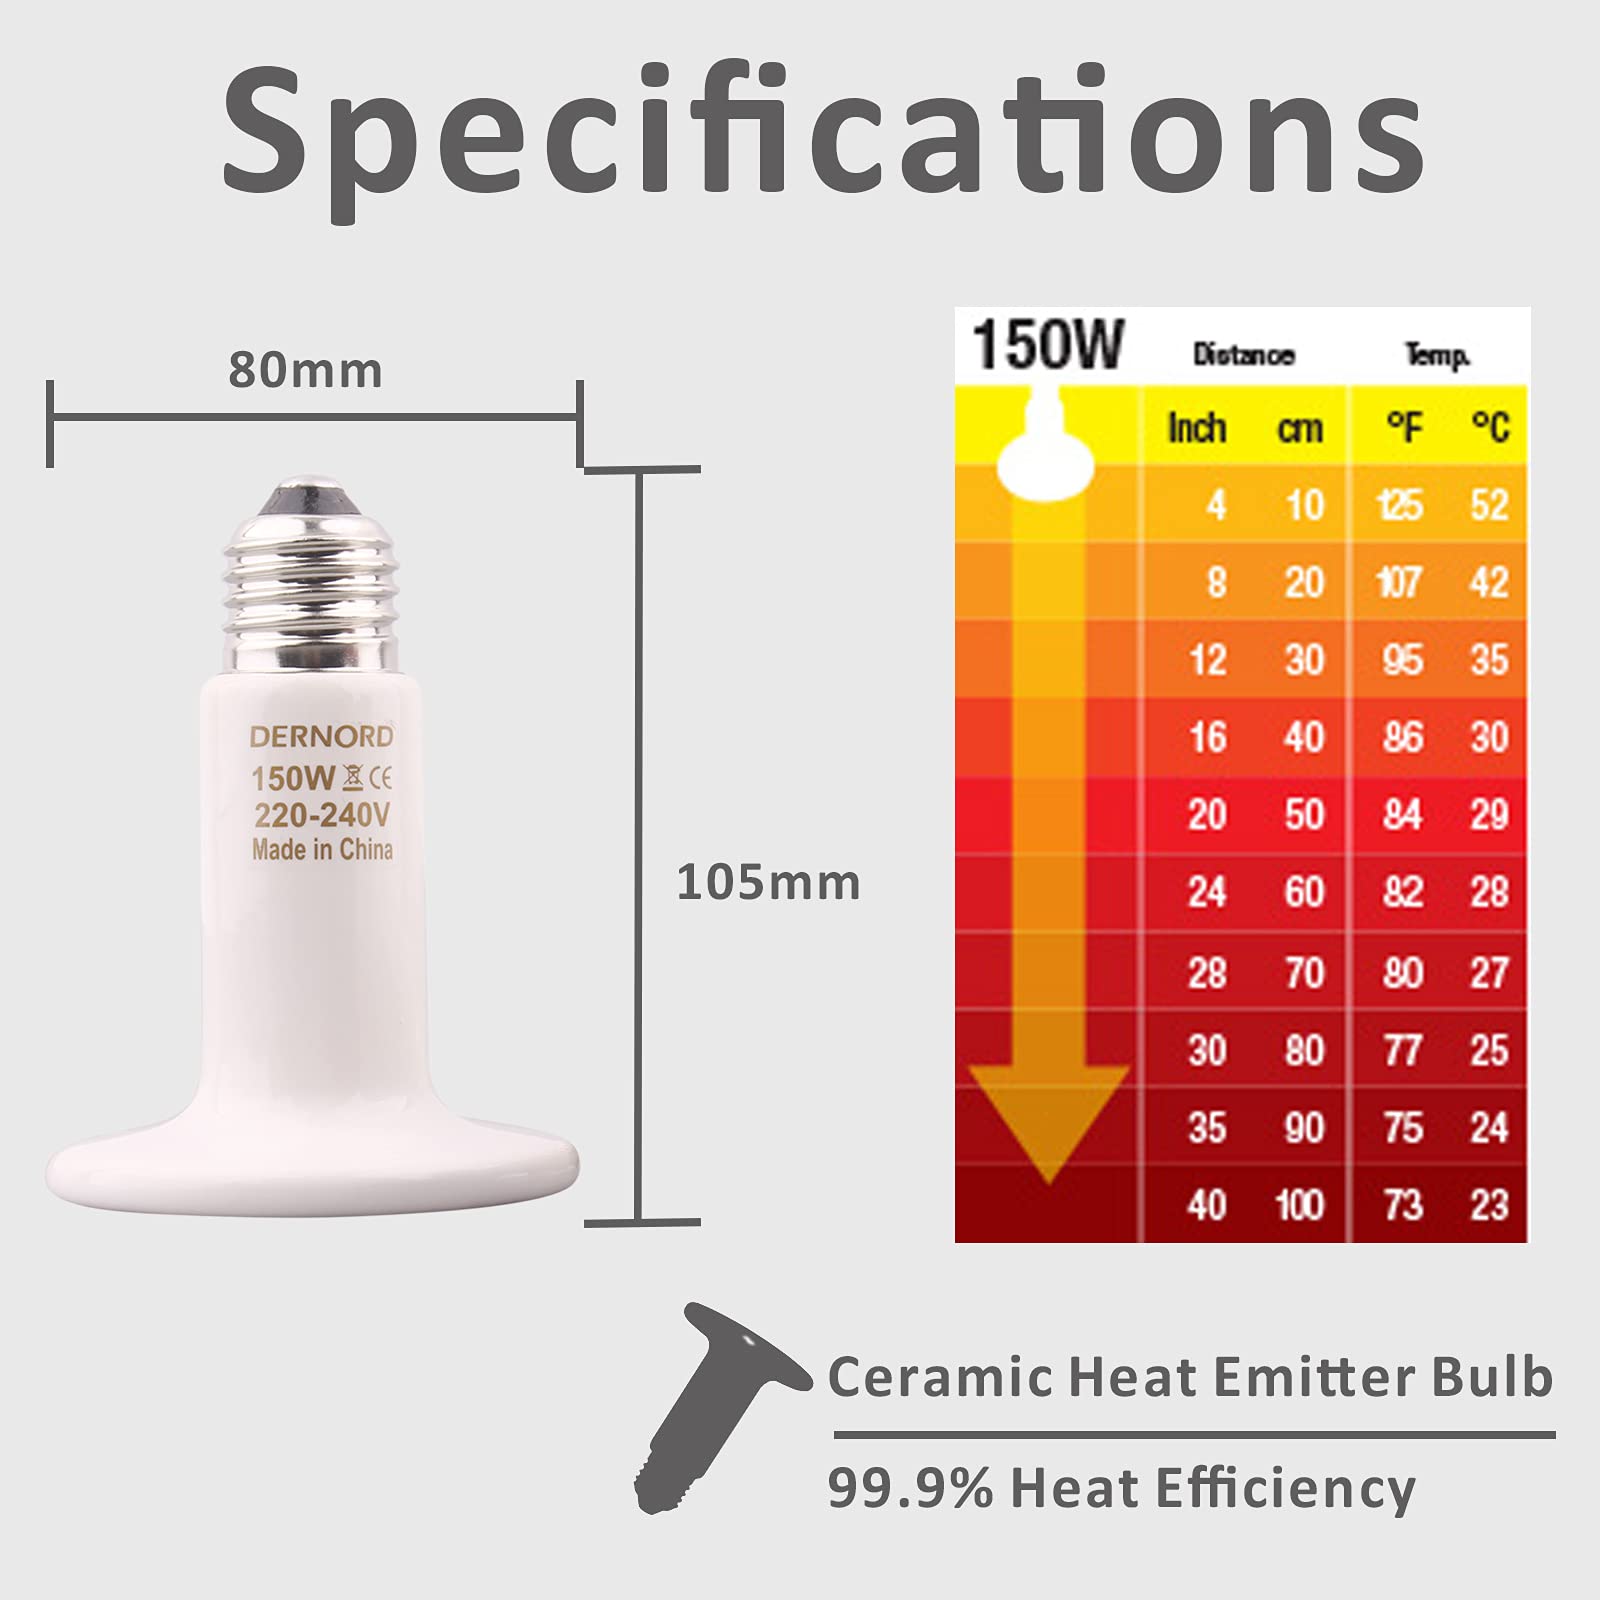 Specifications
80mm
150W Distance Temp.
Inch cm °F °C
4 10 125 52
8 20 107 42
12 30 95 35
16 40 86 30
20 50 84 29
24 60 82 28
28 70 80 27
30 80 77 25
35 90 75 24
40 100 73 23
DERNORD
150W CE
220-240V
Made in China
105mm
Ceramic Heat Emitter Bulb
99.9% Heat Efficiency